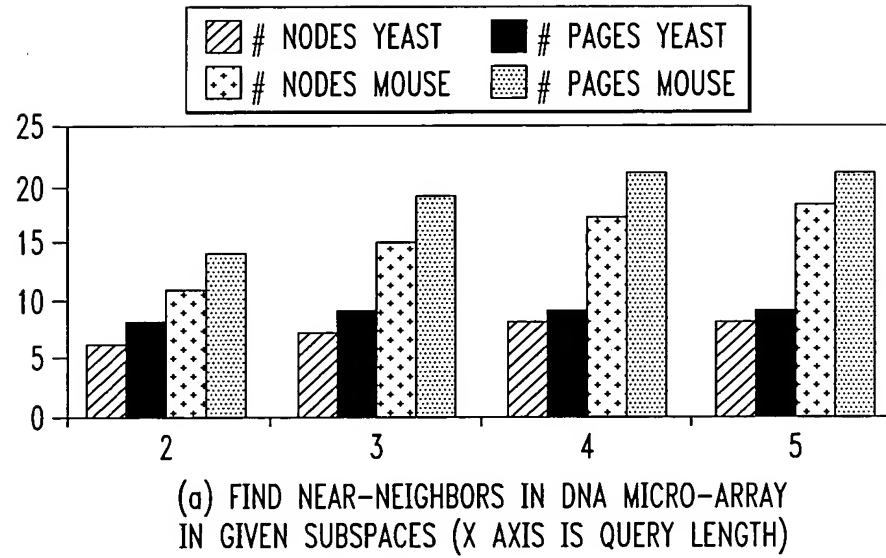 # NODES YEAST # PAGES YEAST
# NODES MOUSE # PAGES MOUSE
25
20
15
10
5
0
2 3 4 5
(a) FIND NEAR-NEIGHBORS IN DNA MICRO-ARRAY
IN GIVEN SUBSPACES (X AXIS IS QUERY LENGTH)